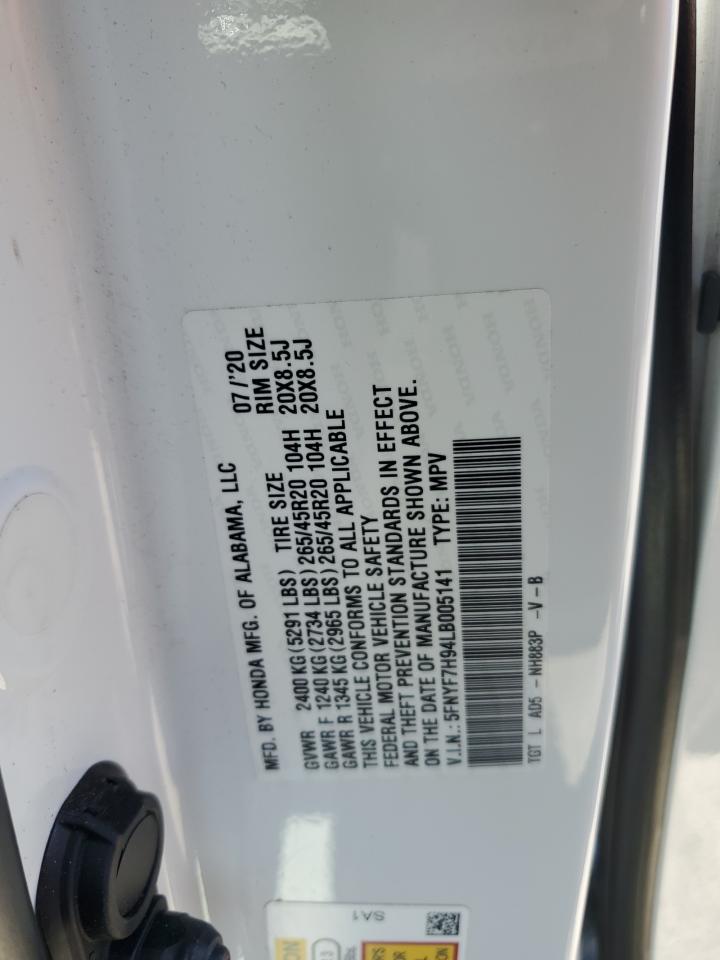 MFD. BY HONDA MFG. OF ALABAMA, LLC 07/'20
GVWR 2400 KG(5291 LBS) TIRE SIZE RIM SIZE
GAWR F 1240 KG(2734 LBS)265/45R20 104H 20X8.5J
GAWR R 1345 KG(2965 LBS)265/45R20 104H 20X8.5J
THIS VEHICLE CONFORMS TO ALL APPLICABLE
FEDERAL MOTOR VEHICLE SAFETY
AND THEFT PREVENTION STANDARDS IN EFFECT
ON THE DATE OF MANUFACTURE SHOWN ABOVE.
V.I.N.: 5FNYF7H94LB005141 TYPE: MPV
TGT L AD5 - NH883P -V-B
SA1